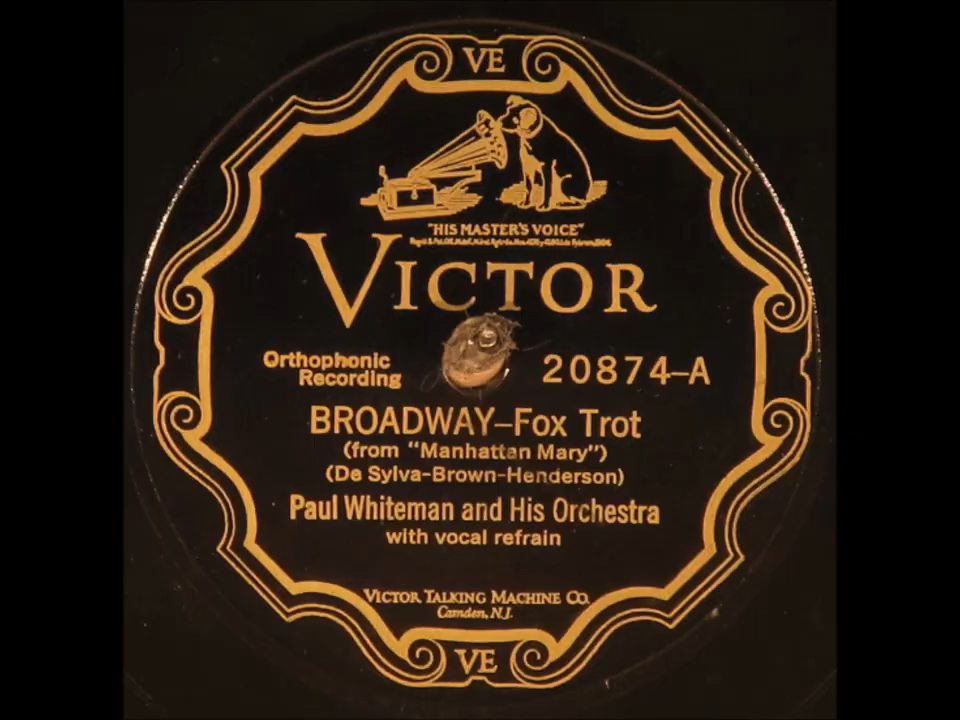 VE
"HIS MASTER'S VOICE"
VICTOR
Orthophonic
Recording
20874-A
BROADWAY-Fox Trot
(from "Manhattan Mary")
(De Sylva-Brown-Henderson)
Paul Whiteman and His Orchestra
with vocal refrain
VICTOR TALKING MACHINE CO.
Camden, N.J.
VE